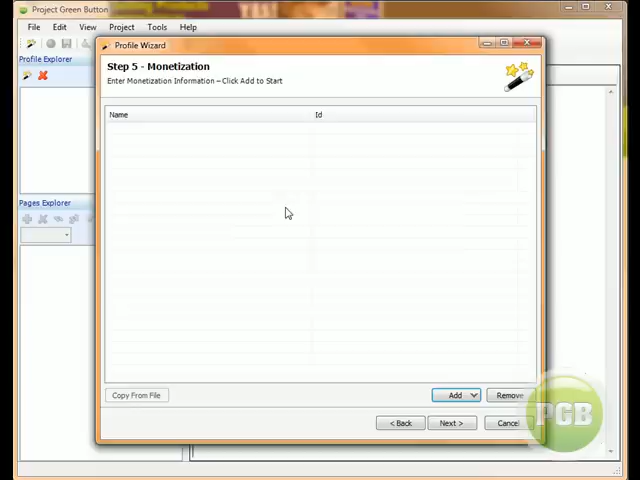 Project Green Button
File Edit View Project Tools Help
Profile Explorer
Pages Explorer
Profile Wizard
Step 5 - Monetization
Enter Monetization Information – Click Add to Start
Name Id
Copy From File Add Remove
< Back Next > Cancel
PGB